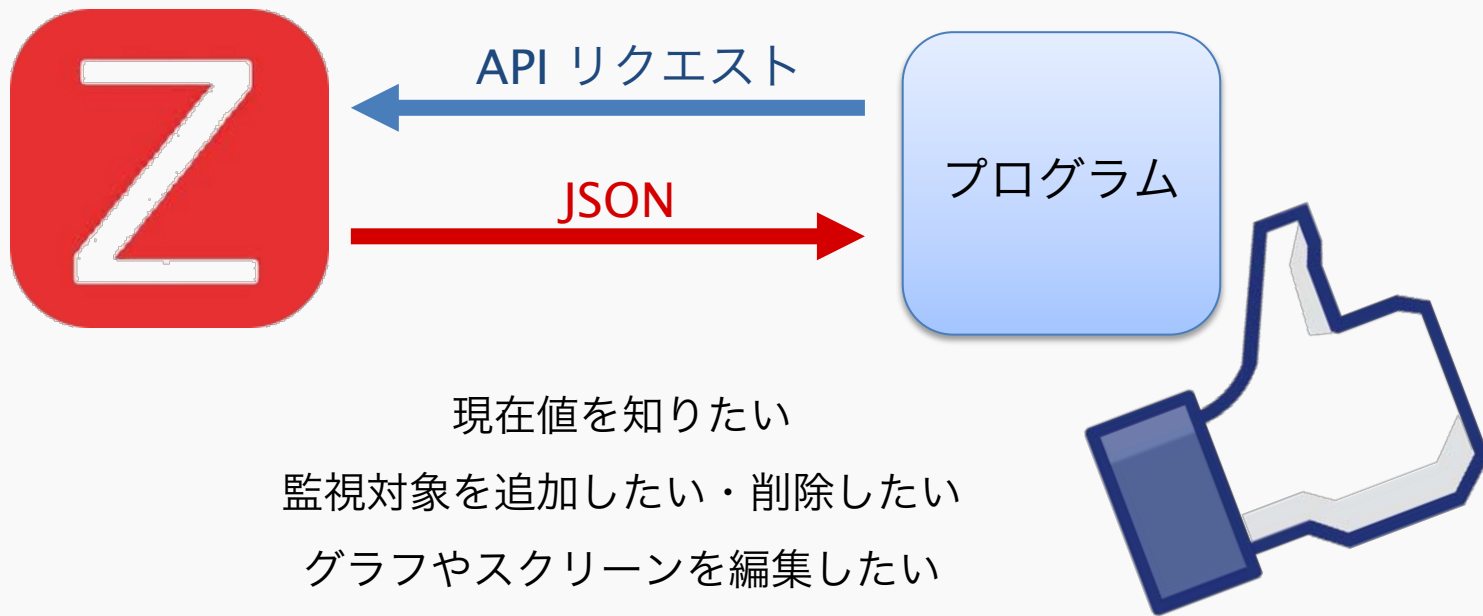 Z
API リクエスト
JSON
プログラム
現在値を知りたい
監視対象を追加したい・削除したい
グラフやスクリーンを編集したい